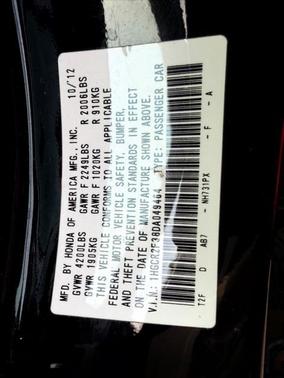 MFD. BY HONDA OF AMERICA MFG., INC. 10/12
GVWR 4200LBS GAWR F 2249LBS R 2006LBS
GVWR 1905KG GAWR F 1020KG R 910KG
THIS VEHICLE CONFORMS TO ALL APPLICABLE
FEDERAL MOTOR VEHICLE SAFETY, BUMPER,
AND THEFT PREVENTION STANDARDS IN EFFECT
ON THE DATE OF MANUFACTURE SHOWN ABOVE.
V.I.N.: 1HGCR2F38DA049464 TYPE: PASSENGER CAR
T2F D AB7 - NH731PX - F - A